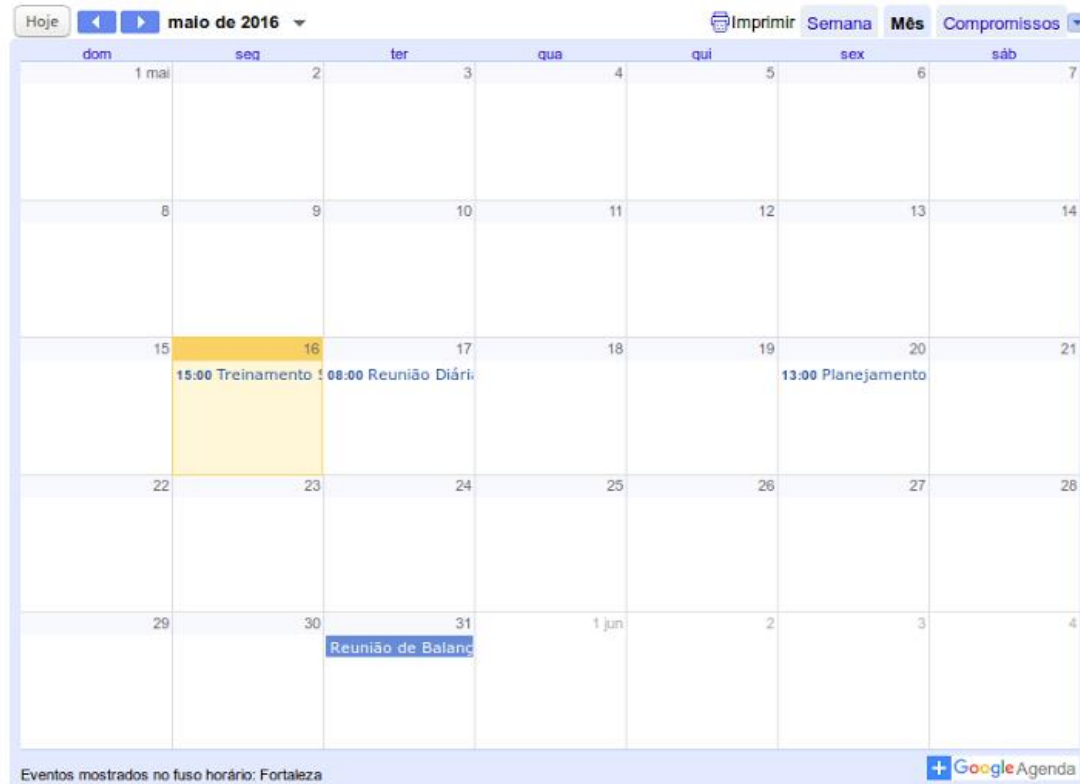 Hoje maio de 2016 Imprimir Semana Mês Compromissos
dom seg ter qua qui sex sáb
1 mai 2 3 4 5 6 7
8 9 10 11 12 13 14
15 16 17 18 19 20 21
15:00 Treinamento 08:00 Reunião Diári 13:00 Planejamento
22 23 24 25 26 27 28
29 30 31 1 jun 2 3 4
Reunião de Balanç
Eventos mostrados no fuso horário: Fortaleza
Google Agenda